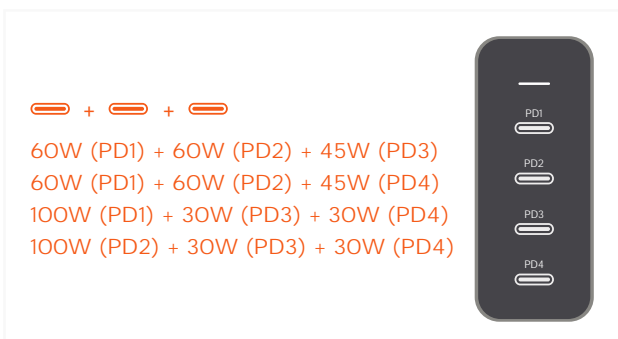 + +
60W (PD1) + 60W (PD2) + 45W (PD3)
60W (PD1) + 60W (PD2) + 45W (PD4)
100W (PD1) + 30W (PD3) + 30W (PD4)
100W (PD2) + 30W (PD3) + 30W (PD4)
PD1
PD2
PD3
PD4